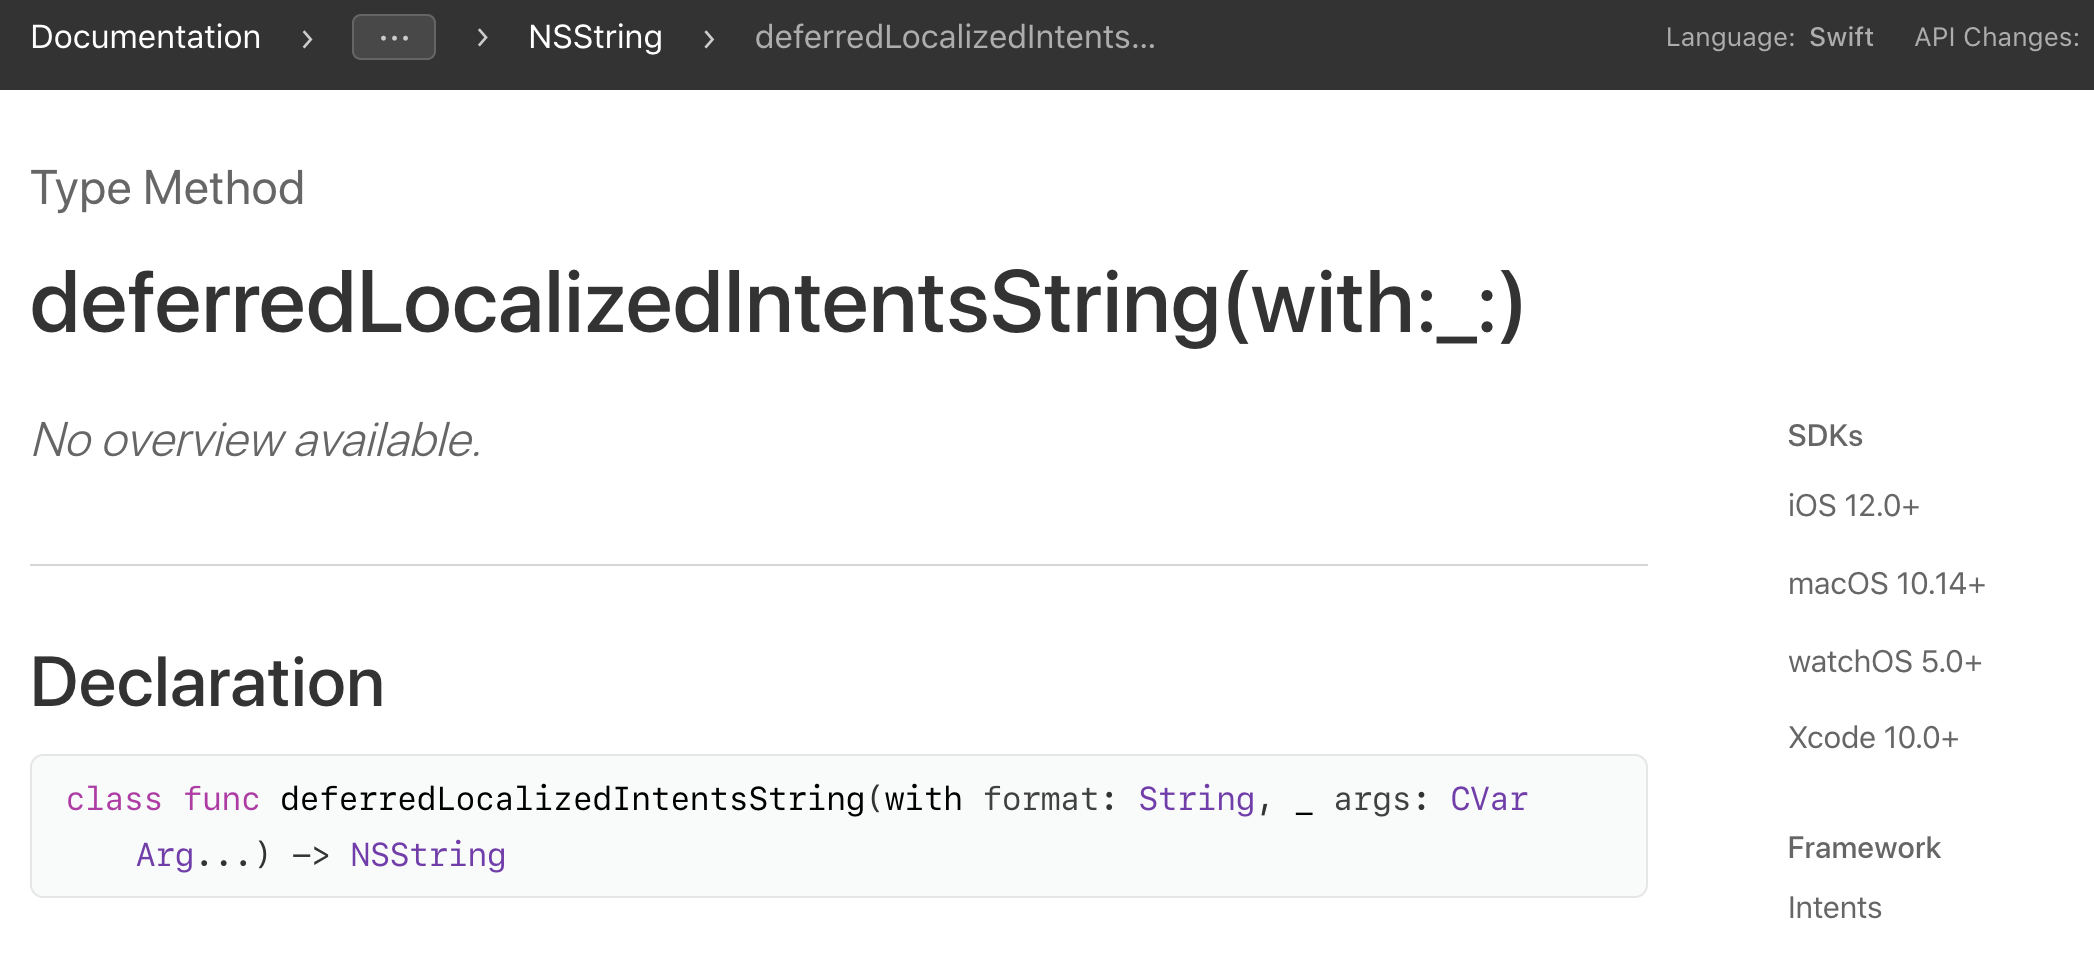 Documentation > ... > NSString > deferredLocalizedIntents...
Language: Swift API Changes:
Type Method
deferredLocalizedIntentsString(with:_:)
No overview available.
SDKs
iOS 12.0+
macOS 10.14+
watchOS 5.0+
Xcode 10.0+
Framework
Intents
Declaration
class func deferredLocalizedIntentsString(with format: String, _ args: CVar
Arg...) -> NSString